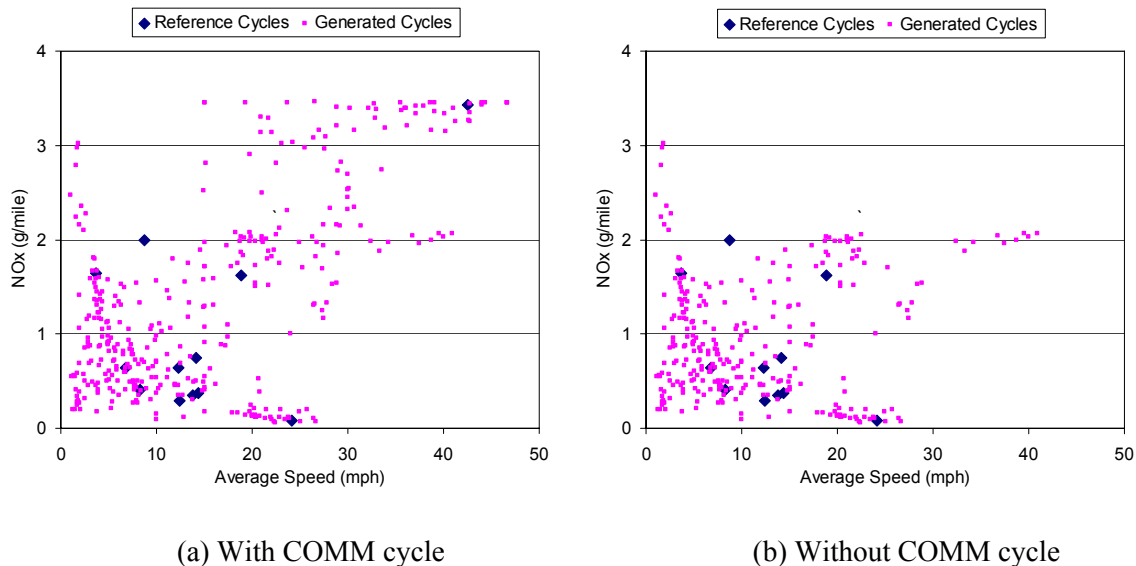 Reference Cycles Generated Cycles
4
3
2
1
0
NOx (g/mile)
0 10 20 30 40 50
Average Speed (mph)
(a) With COMM cycle
Reference Cycles Generated Cycles
4
3
2
1
0
NOx (g/mile)
0 10 20 30 40 50
Average Speed (mph)
(b) Without COMM cycle